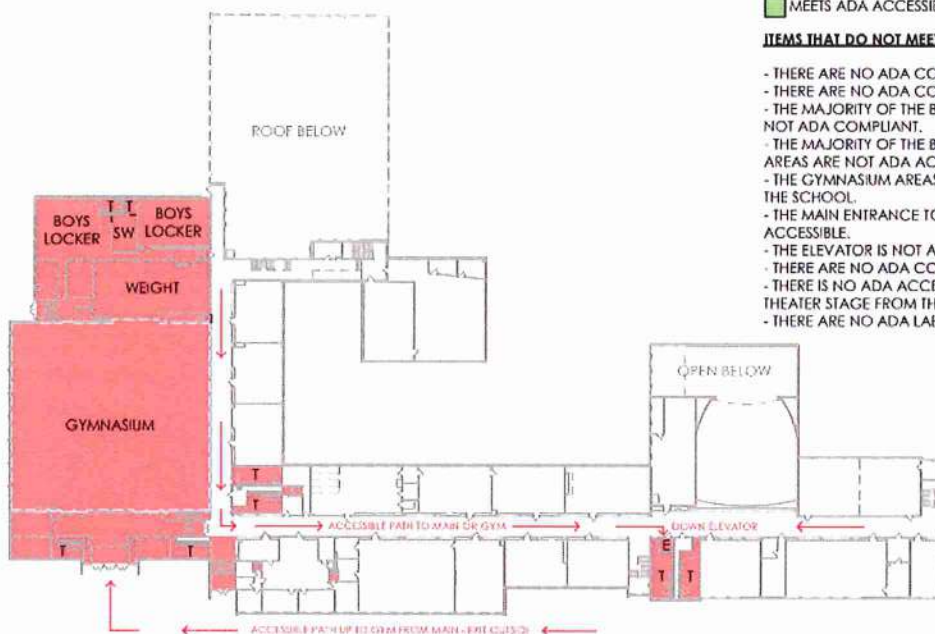 MEETS ADA ACCESSIB
ITEMS THAT DO NOT MEET
- THERE ARE NO ADA CO
- THERE ARE NO ADA CO
- THE MAJORITY OF THE B
NOT ADA COMPLIANT.
- THE MAJORITY OF THE B
AREAS ARE NOT ADA AC
- THE GYMNASIUM AREAS
THE SCHOOL.
- THE MAIN ENTRANCE TO
ACCESSIBLE.
- THE ELEVATOR IS NOT A
- THERE ARE NO ADA CO
- THERE IS NO ADA ACCE
THEATER STAGE FROM TH
- THERE ARE NO ADA LAB
ROOF BELOW
T T
BOYS
LOCKER
SW
BOYS
LOCKER
WEIGHT
GYMNASIUM
OPEN BELOW
T
T
ACCESSIBLE PATH TO MAIN OR GYM
DOWN ELEVATOR
T
T
E
T
T
ACCESSIBLE PATH UP TO GYM FROM MAIN - EXIT OUTSIDE